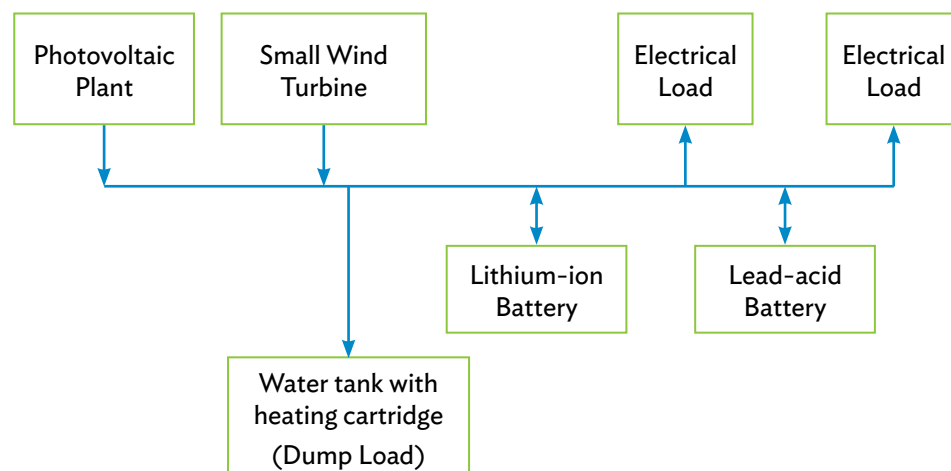 Photovoltaic
Plant
Small Wind
Turbine
Electrical
Load
Electrical
Load
Lithium-ion
Battery
Lead-acid
Battery
Water tank with
heating cartridge
(Dump Load)